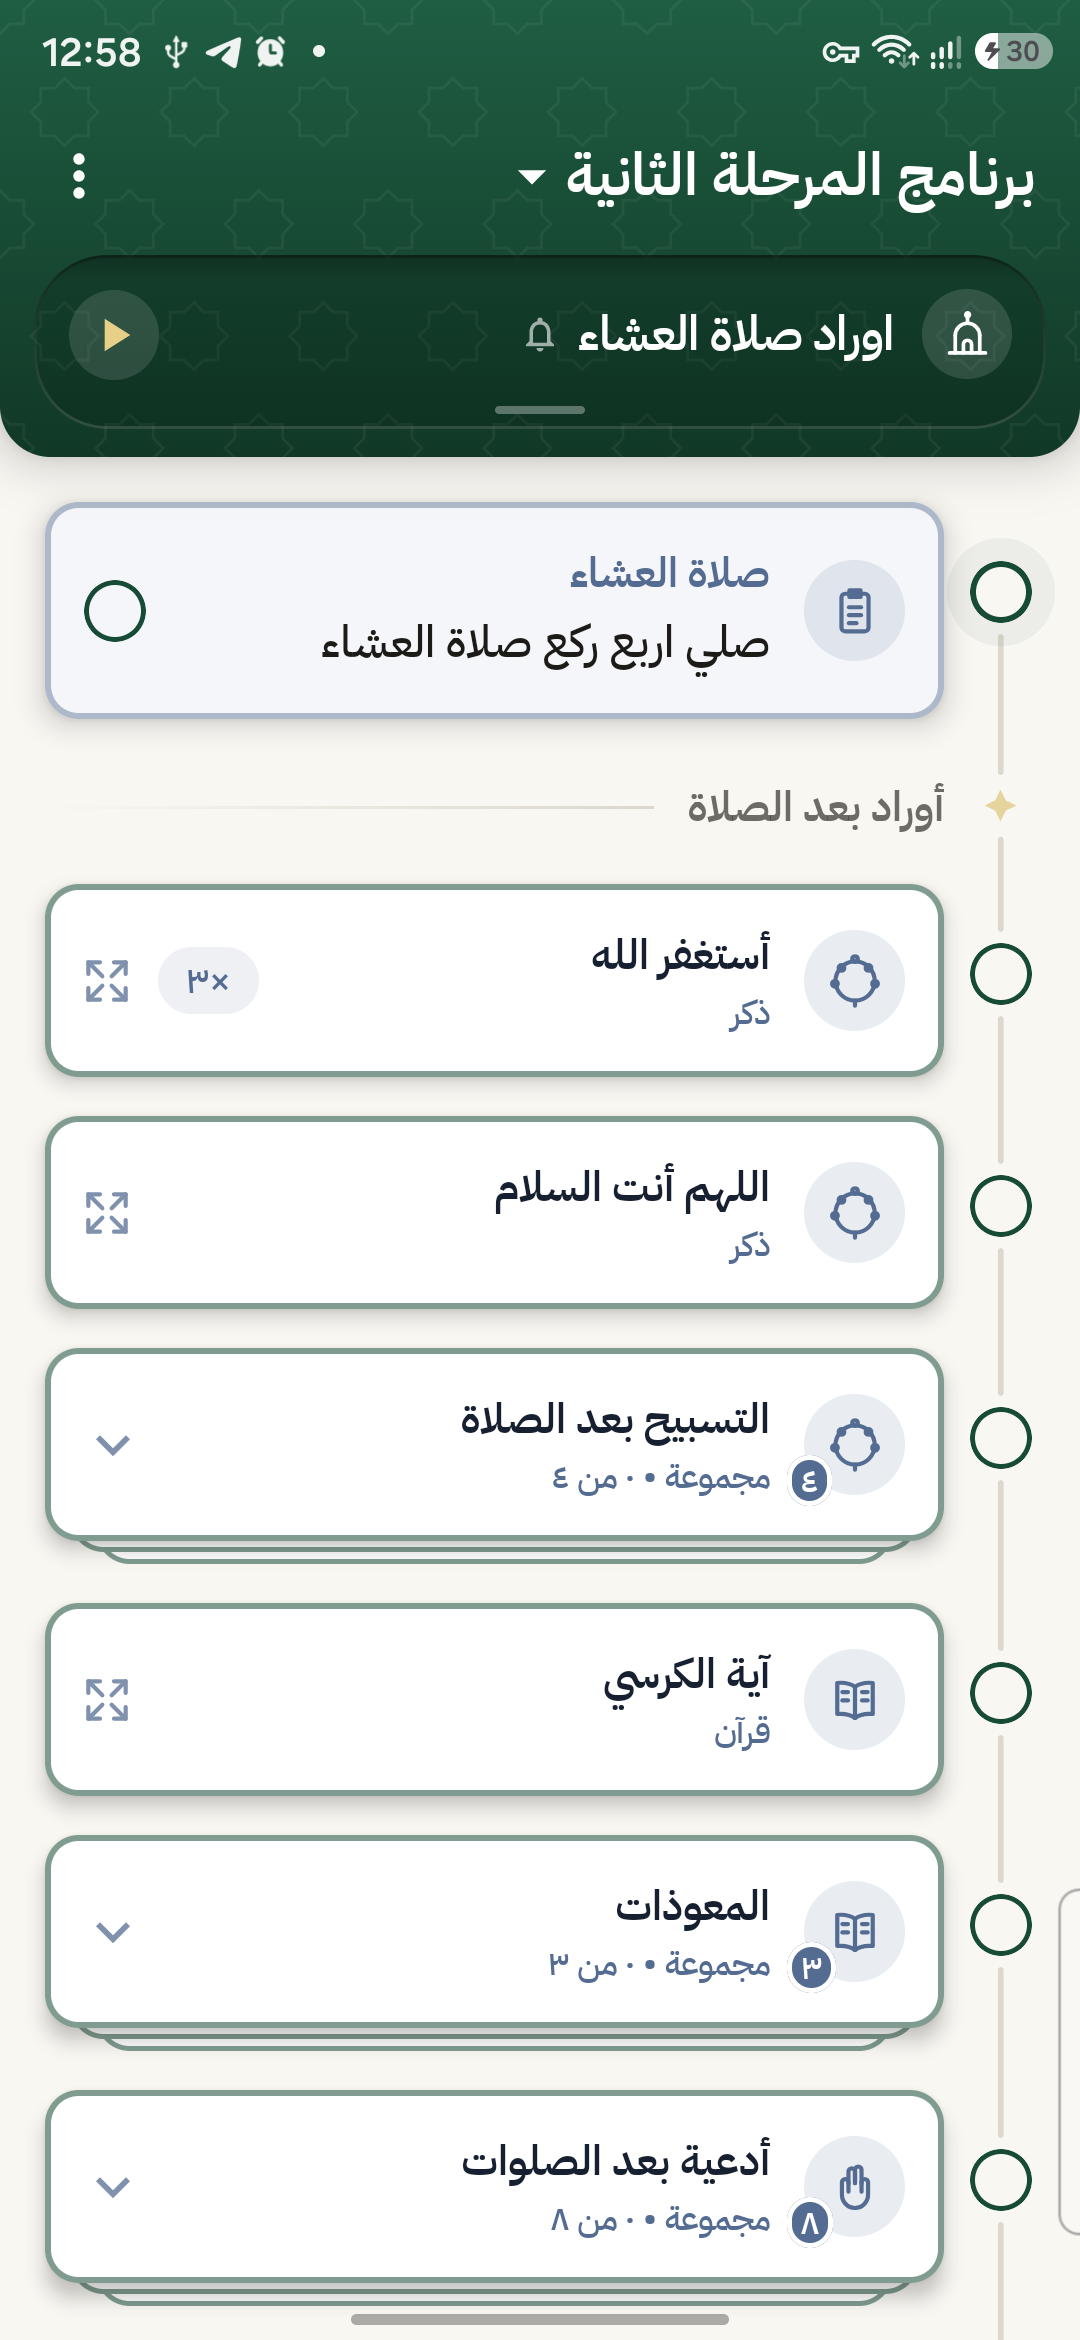 12:58
30
برنامج المرحلة الثانية
اوراد صلاة العشاء
صلاة العشاء
صلي اربع ركع صلاة العشاء
أوراد بعد الصلاة
أستغفر الله
ذكر
×٣
اللهم أنت السلام
ذكر
التسبيح بعد الصلاة
٤
مجموعة • ٠ من ٤
آية الكرسي
قرآن
المعوذات
٣
مجموعة • ٠ من ٣
أدعية بعد الصلوات
٨
مجموعة • ٠ من ٨